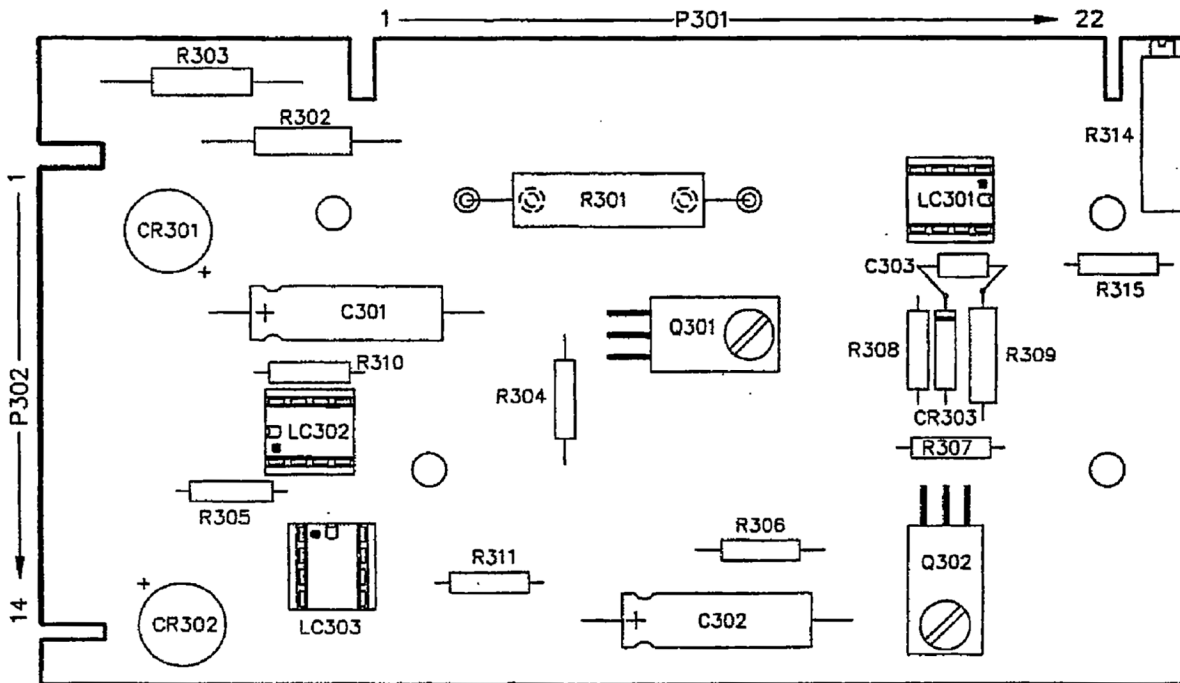 1 P301 22
R303
R302
R314
1
P302
14
R301
LC301
CR301
+
C303
R315
+ C301
Q301
R308
R309
R310
R304
CR303
LC302
R307
R305
R306
R311
Q302
+
CR302
LC303
+ C302